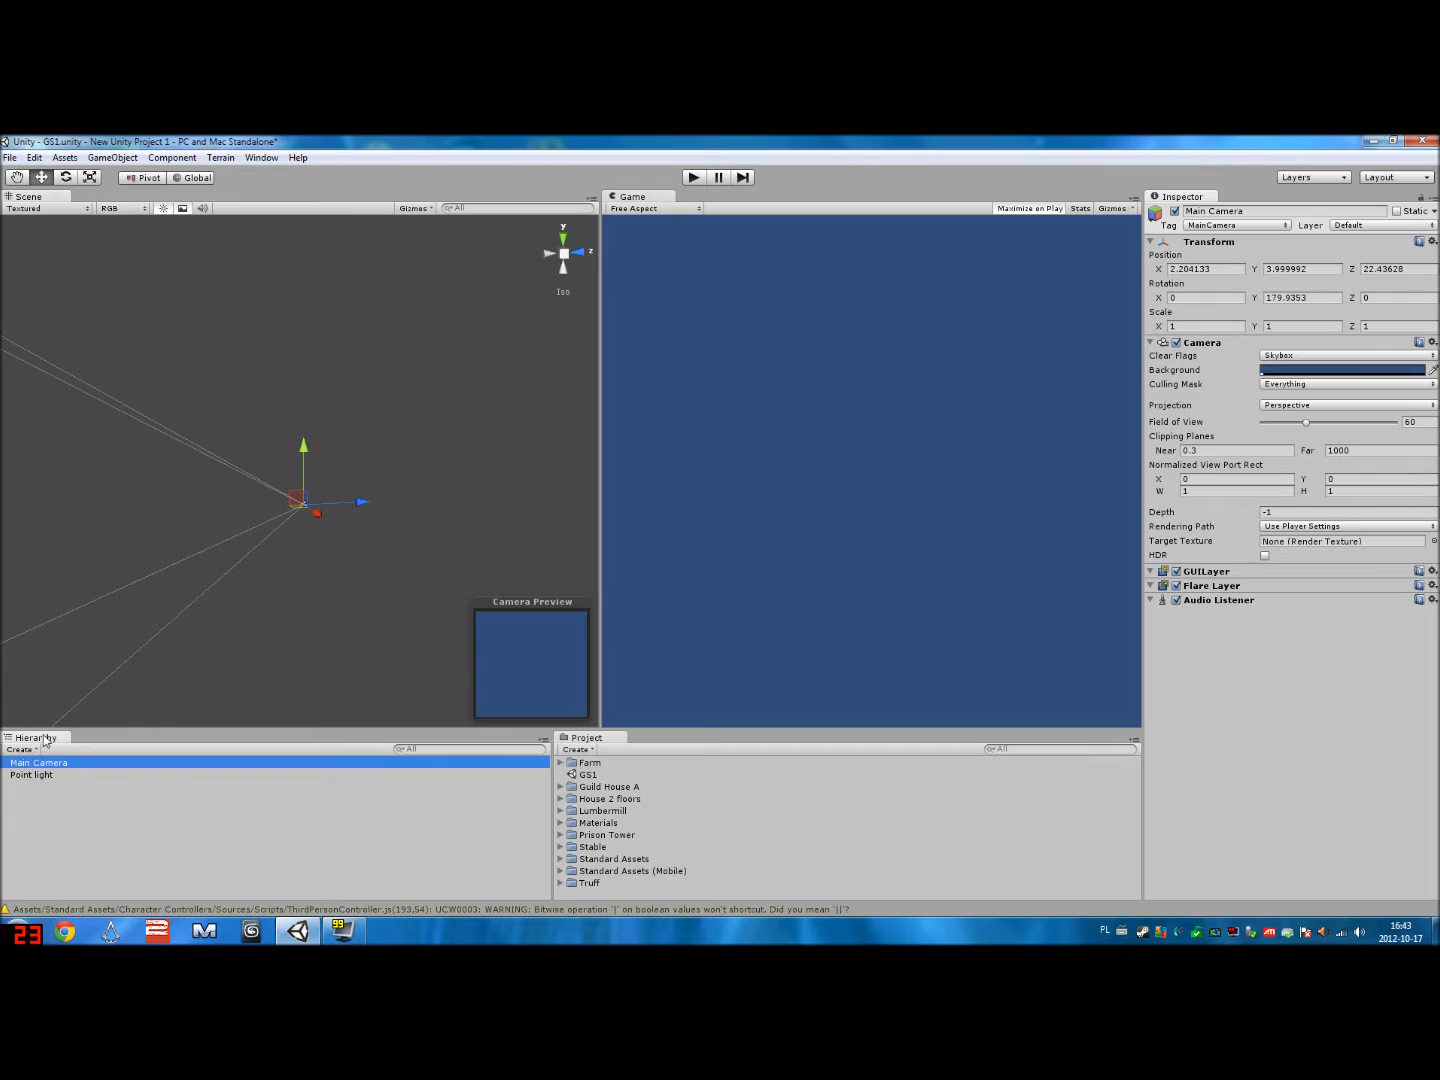 Unity - GS1.unity - New Unity Project 1 - PC and Mac Standalone*
File Edit Assets GameObject Component Terrain Window Help
Pivot Global Layers Layout
Scene Game Inspector
Textured RGB Gizmos All Free Aspect Maximize on Play Stats Gizmos
Main Camera Static
Tag MainCamera Layer Default
y
z
Iso
Transform
Position
X 2.204133 Y 3.999992 Z 22.43628
Rotation
X 0 Y 179.9353 Z 0
Scale
X 1 Y 1 Z 1
Camera
Clear Flags Skybox
Background
Culling Mask Everything
Projection Perspective
Field of View 60
Clipping Planes
Near 0.3 Far 1000
Normalized View Port Rect
X 0 Y 0
W 1 H 1
Depth -1
Rendering Path Use Player Settings
Target Texture None (Render Texture)
HDR
GUILayer
Flare Layer
Audio Listener
Camera Preview
Hierarchy
Create All
Main Camera
Point light
Project
Create All
Farm
GS1
Guild House A
House 2 floors
Lumbermill
Materials
Prison Tower
Stable
Standard Assets
Standard Assets (Mobile)
Truff
Assets/Standard Assets/Character Controllers/Sources/Scripts/ThirdPersonController.js(193,54): UCW0003: WARNING: Bitwise operation '|' on boolean values won't shortcut. Did you mean '||'?
23
99
PL
16:43
2012-10-17